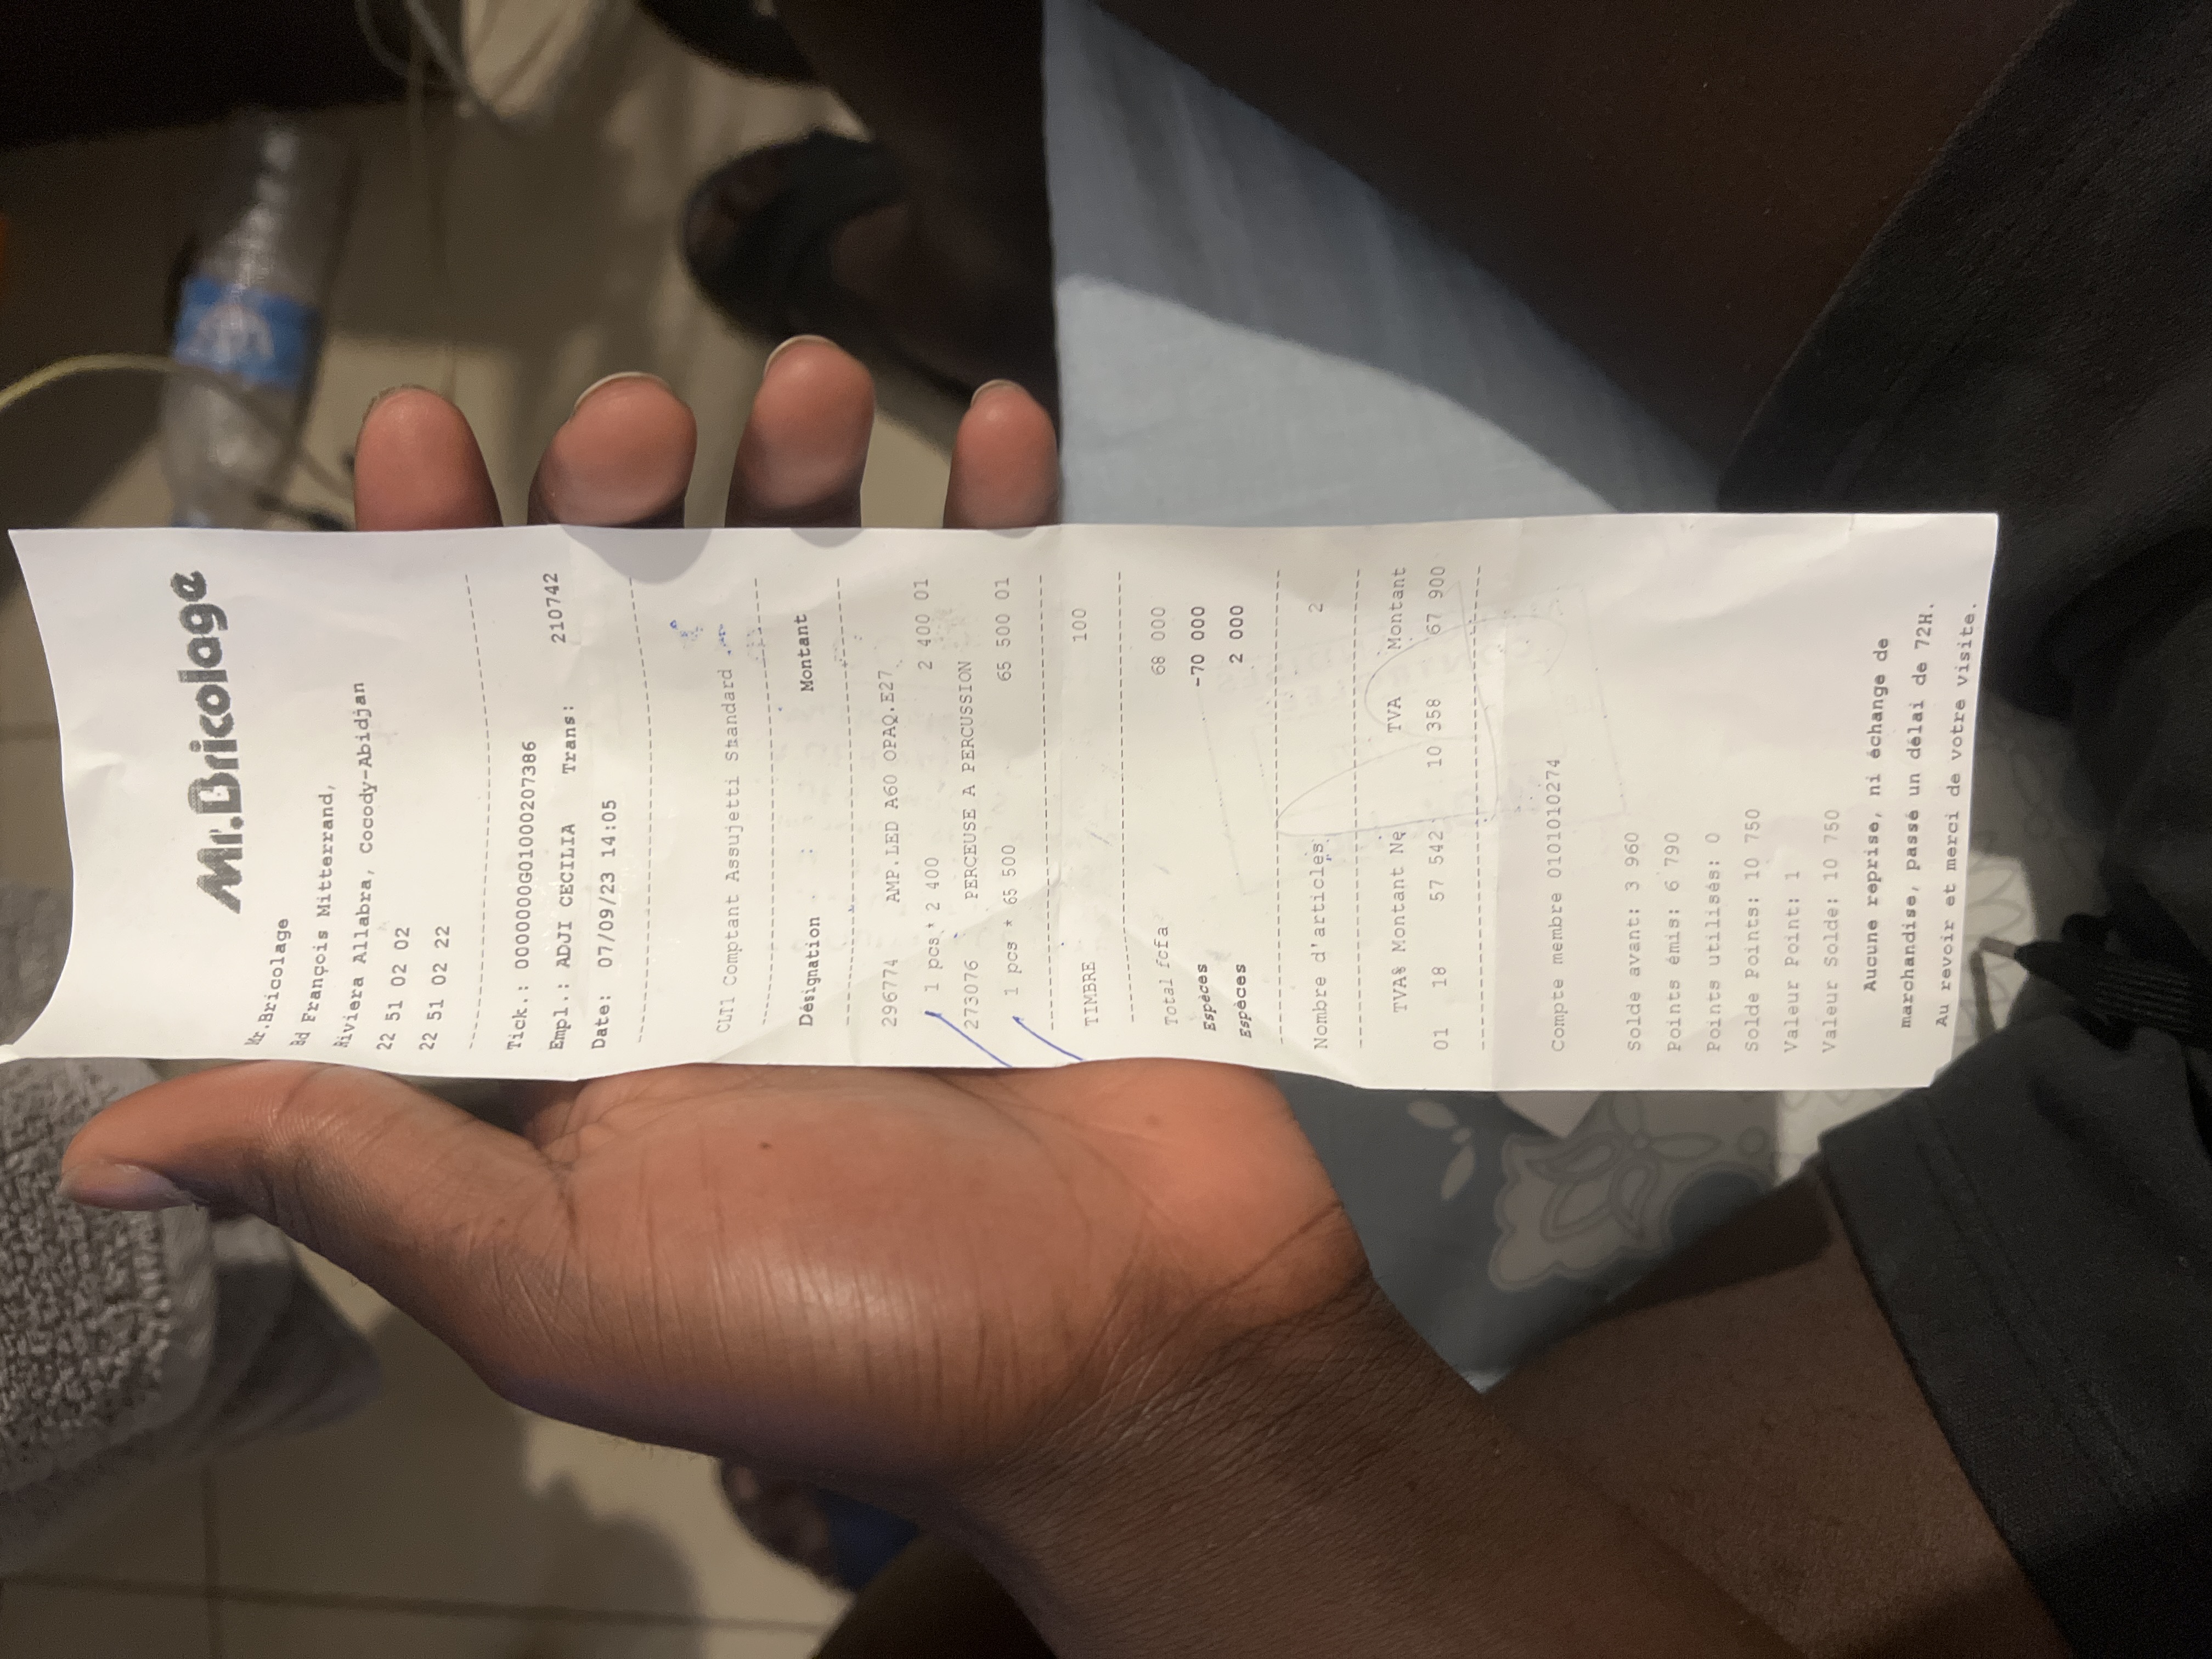 Mr.Bricolage
Mr.Bricolage
Bd François Mitterrand,
Riviera Allabra, Cocody-Abidjan
22 51 02 02
22 51 02 22
Tick.: 0000000G01000207386
Empl.: ADJI CECILIA Trans: 210742
Date: 07/09/23 14:05
CLT1 Comptant Assujetti Standard
Désignation Montant
296774 AMP.LED A60 OPAQ.E27
1 pcs * 2 400 2 400 01
273076 PERCEUSE A PERCUSSION
1 pcs * 65 500 65 500 01
TIMBRE 100
Total fcfa 68 000
Espèces -70 000
Espèces 2 000
Nombre d'articles 2
TVA% Montant Ne TVA Montant
01 18 57 542 10 358 67 900
Compte membre 0101010274
Solde avant: 3 960
Points émis: 6 790
Points utilisés: 0
Solde Points: 10 750
Valeur Point: 1
Valeur Solde: 10 750
Aucune reprise, ni échange de
marchandise, passé un délai de 72H.
Au revoir et merci de votre visite.